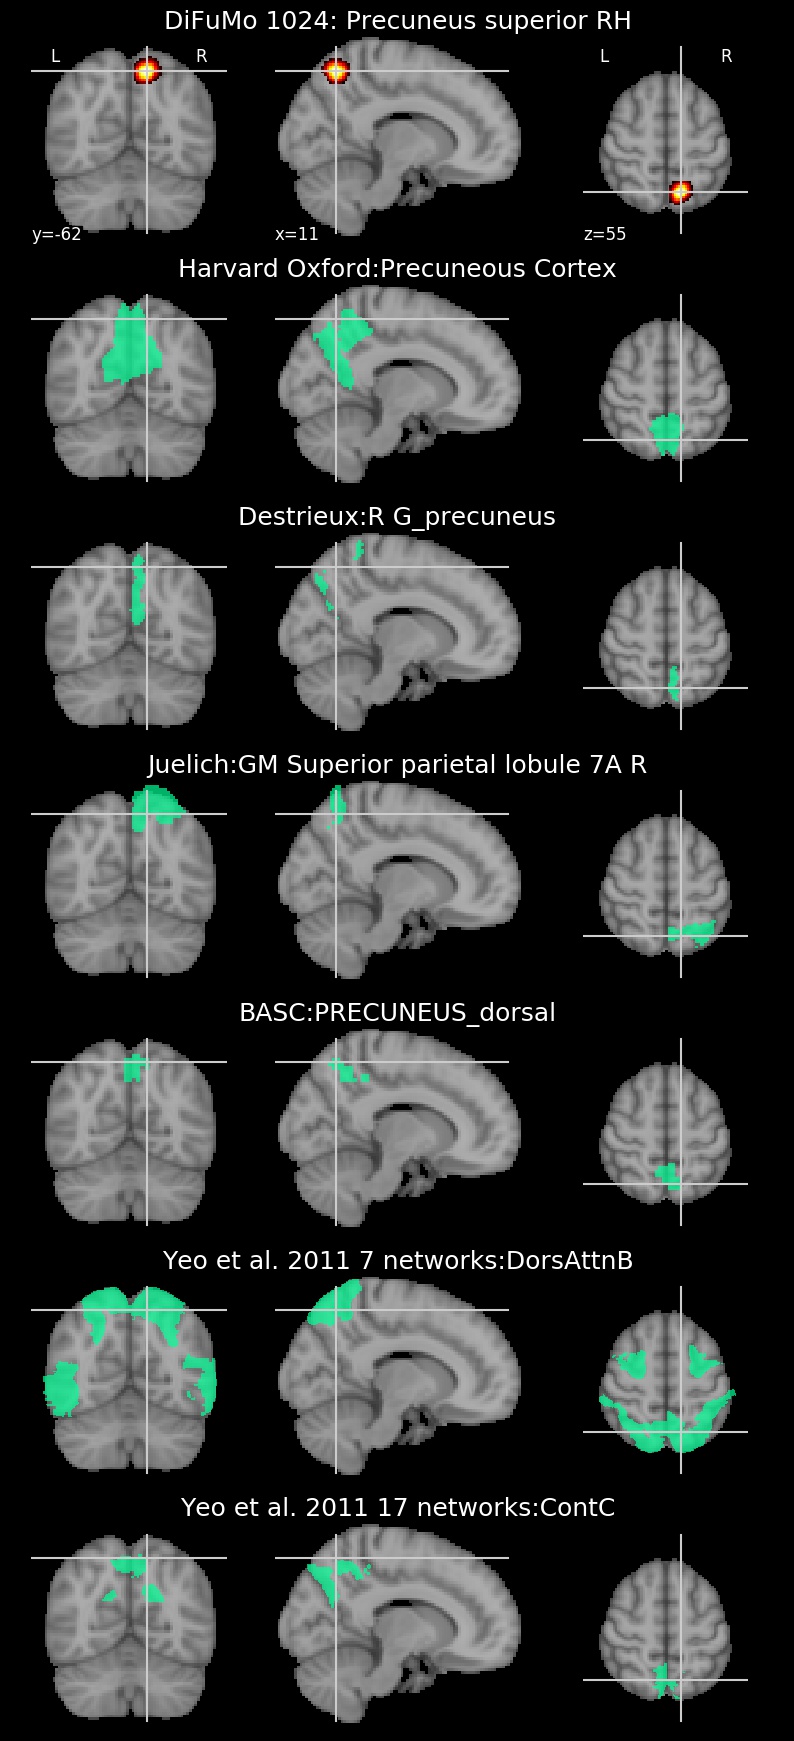 DiFuMo 1024: Precuneus superior RH
L R L R
y=-62 x=11 z=55
Harvard Oxford:Precuneous Cortex
Destrieux:R G_precuneus
Juelich:GM Superior parietal lobule 7A R
BASC:PRECUNEUS_dorsal
Yeo et al. 2011 7 networks:DorsAttnB
Yeo et al. 2011 17 networks:ContC